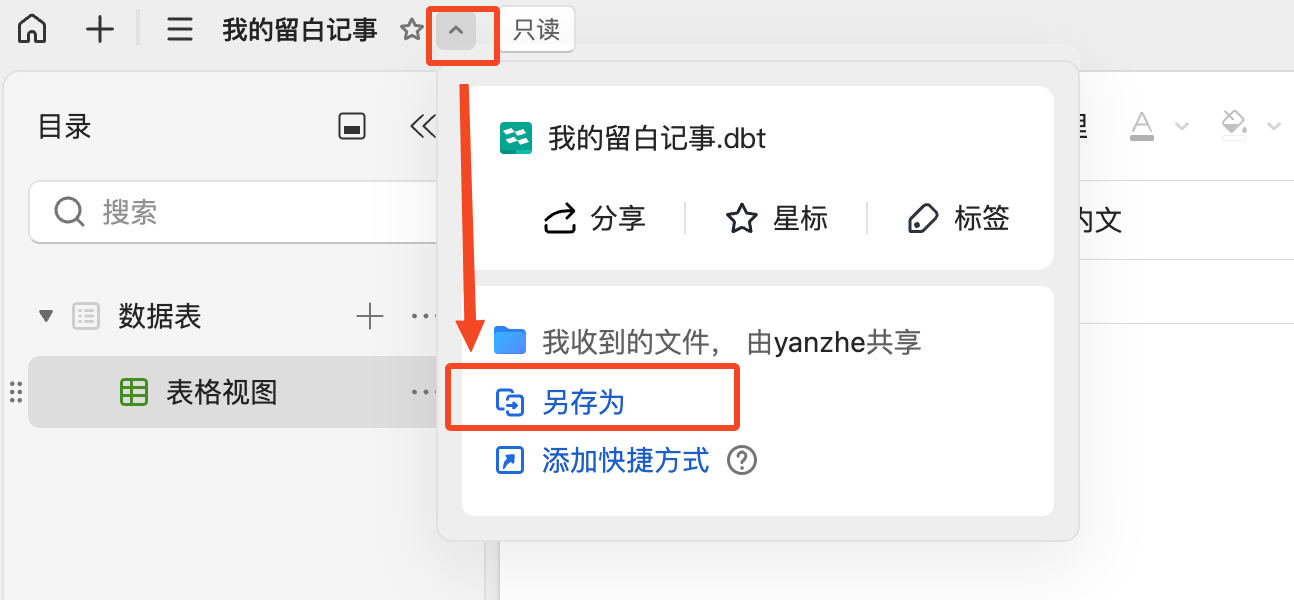 我的留白记事 只读
目录
搜索
数据表
表格视图
我的留白记事.dbt
分享 星标 标签
我收到的文件， 由yanzhe共享
另存为
添加快捷方式
A
内文